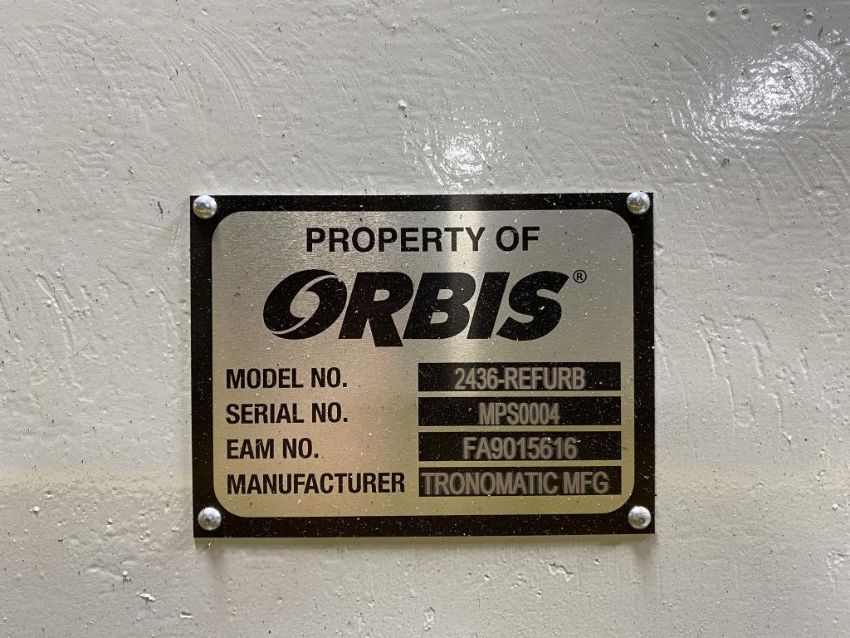 PROPERTY OF
ORBIS®
MODEL NO. 2436-REFURB
SERIAL NO. MPS0004
EAM NO. FA9015616
MANUFACTURER TRONOMATIC MFG